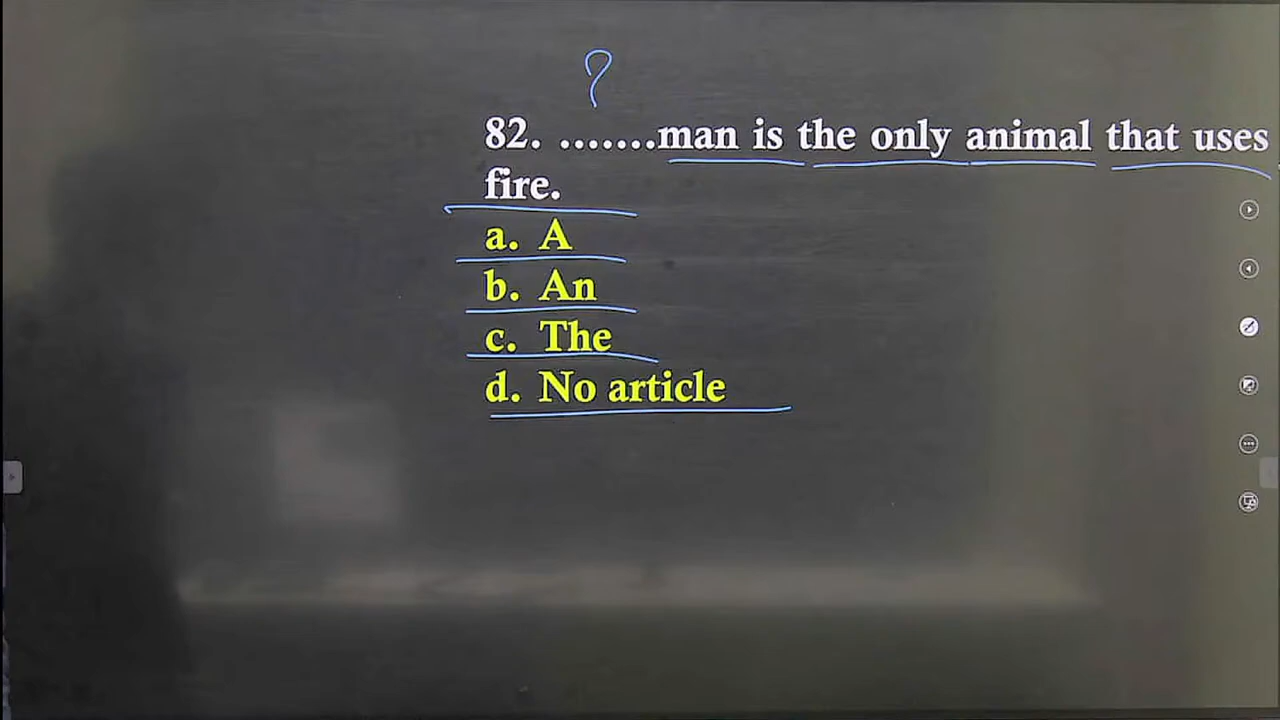 ?
82. .......man is the only animal that uses
fire.
a. A
b. An
c. The
d. No article